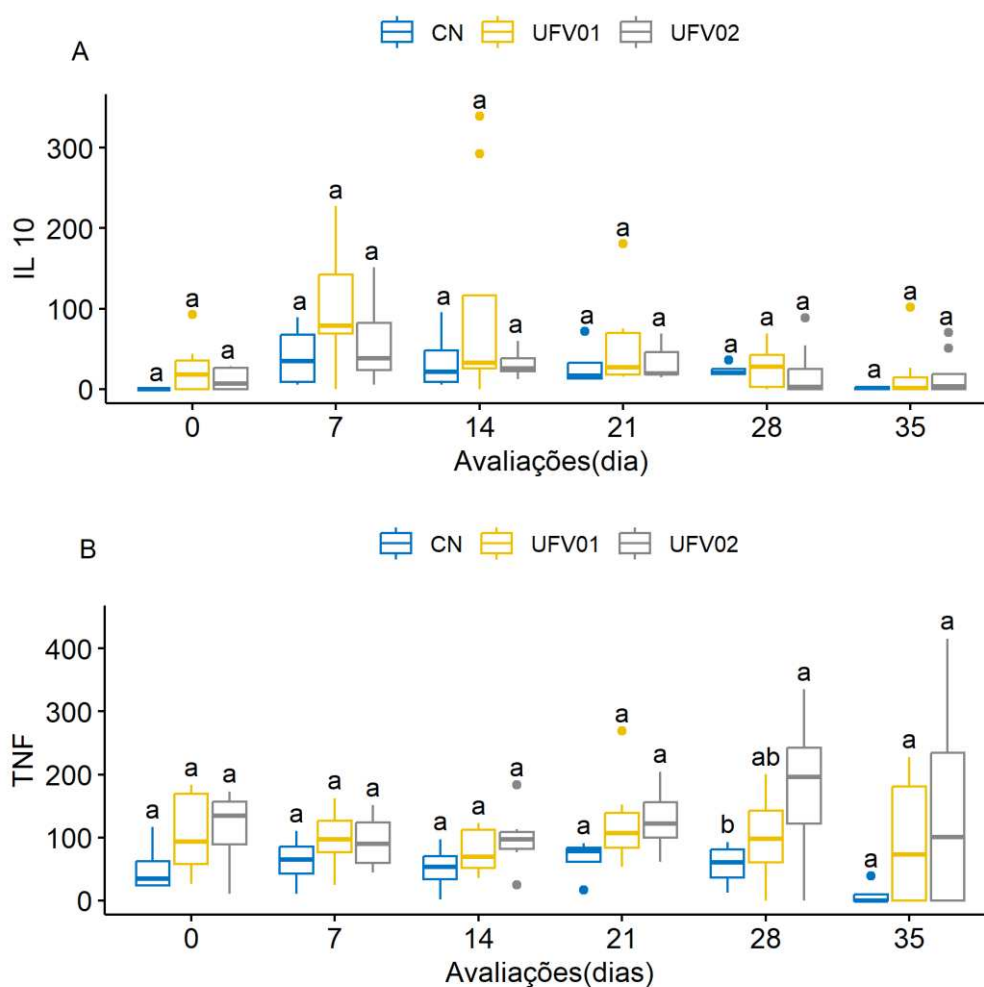 A
CN UFV01 UFV02
a a a a a a a a a a a a a a a a a a
IL 10
300
200
100
0
0 7 14 21 28 35
Avaliações(dia)
B
CN UFV01 UFV02
a a a a a a a a a a a a b ab a a a a
TNF
400
300
200
100
0
0 7 14 21 28 35
Avaliações(dias)